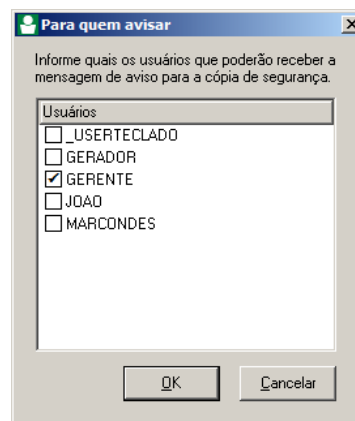 Para quem avisar
Informe quais os usuários que poderão receber a
mensagem de aviso para a cópia de segurança.
Usuários
_USERTECLADO
GERADOR
GERENTE
JOAO
MARCONDES
OK
Cancelar